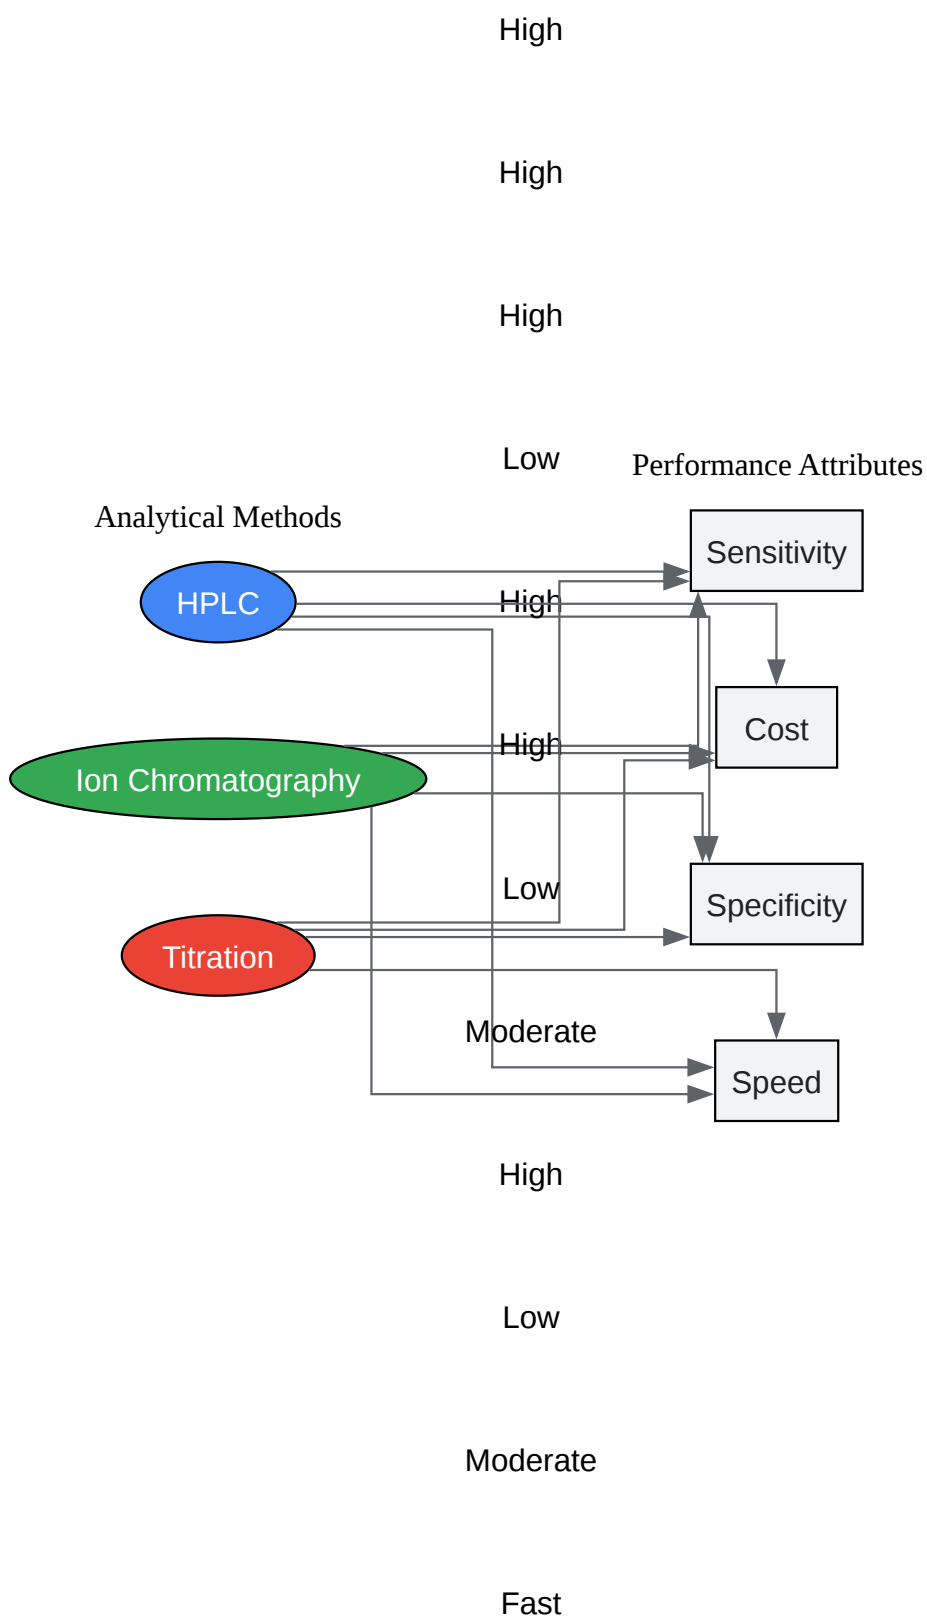 High
High
High
Low
Performance Attributes
Analytical Methods
Sensitivity
HPLC
High
Cost
High
Ion Chromatography
Low
Specificity
Titration
Moderate
Speed
High
Low
Moderate
Fast